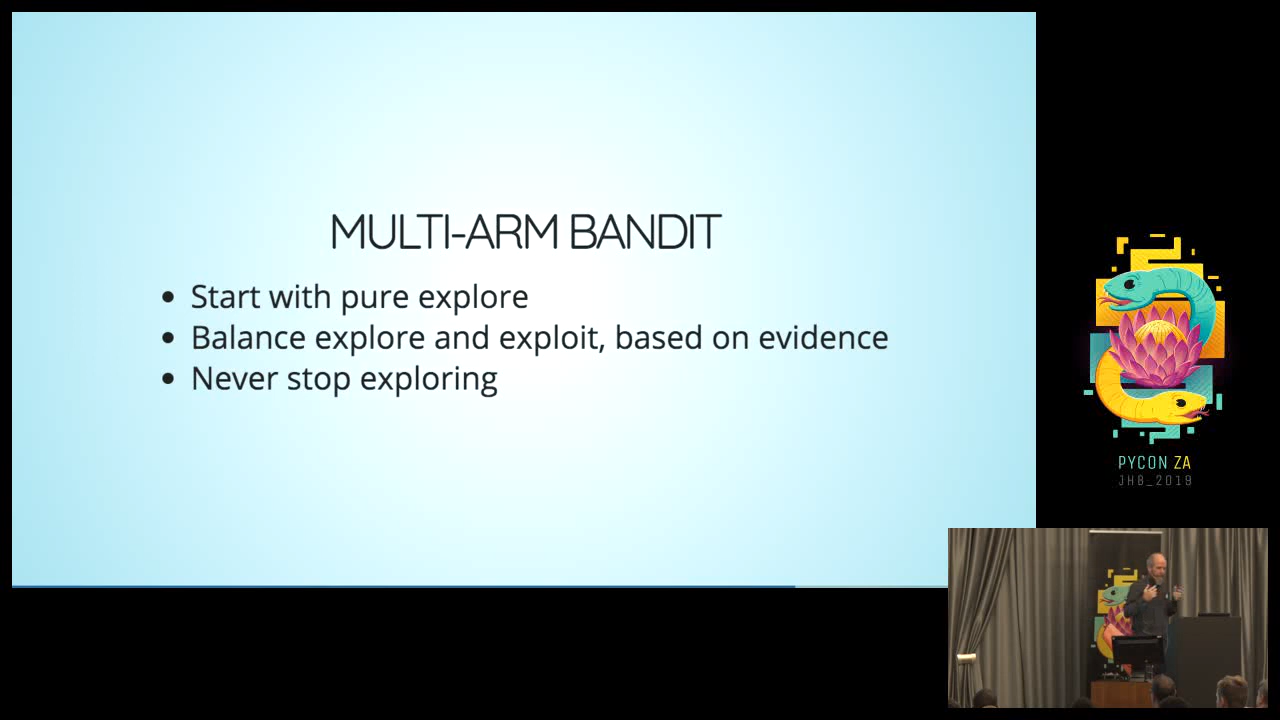 MULTI-ARM BANDIT
Start with pure explore
Balance explore and exploit, based on evidence
Never stop exploring
PYCON ZA
JHB_2019